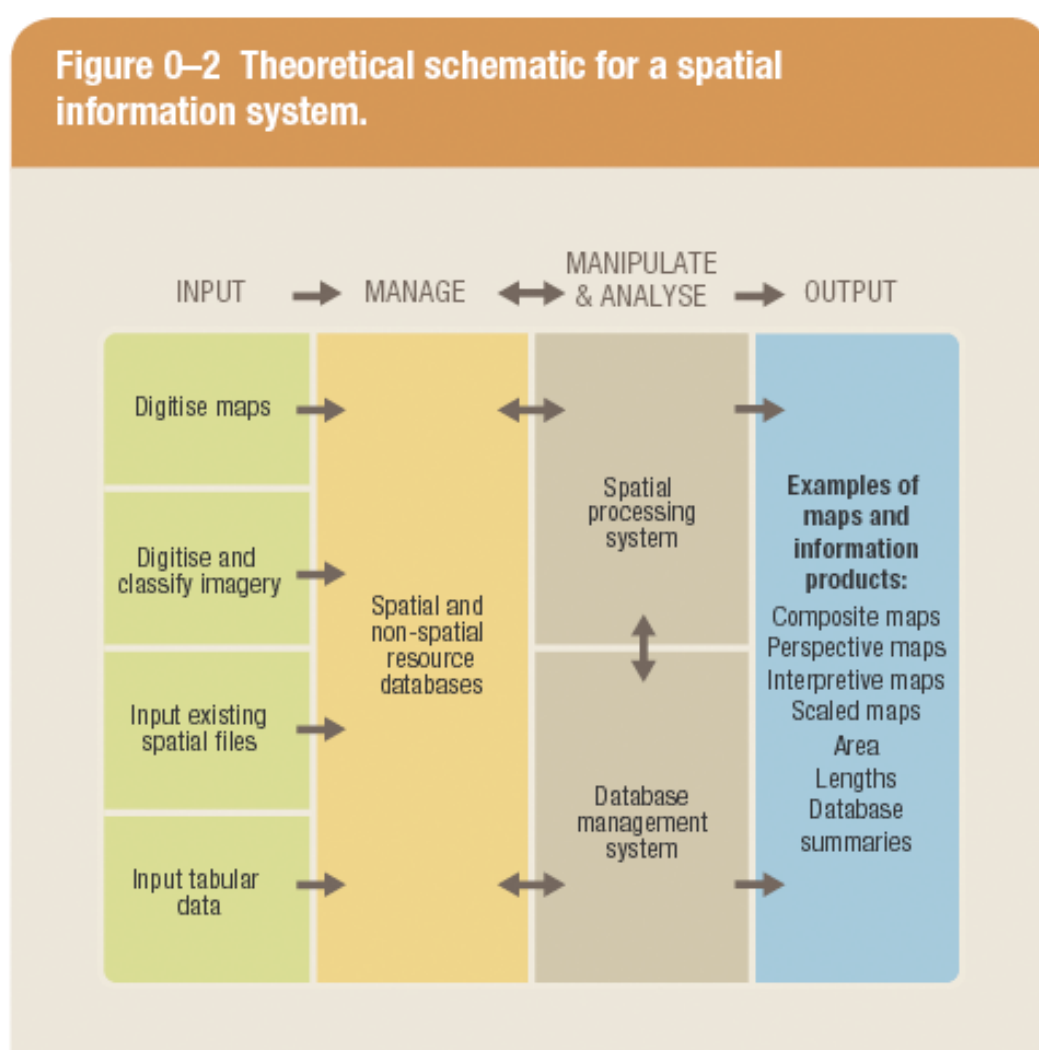 Figure 0–2 Theoretical schematic for a spatial
information system.
INPUT
MANAGE
MANIPULATE
& ANALYSE
OUTPUT
Digitise maps
Digitise and
classify imagery
Input existing
spatial files
Input tabular
data
Spatial and
non-spatial
resource
databases
Spatial
processing
system
Database
management
system
Examples of
maps and
information
products:
Composite maps
Perspective maps
Interpretive maps
Scaled maps
Area
Lengths
Database
summaries